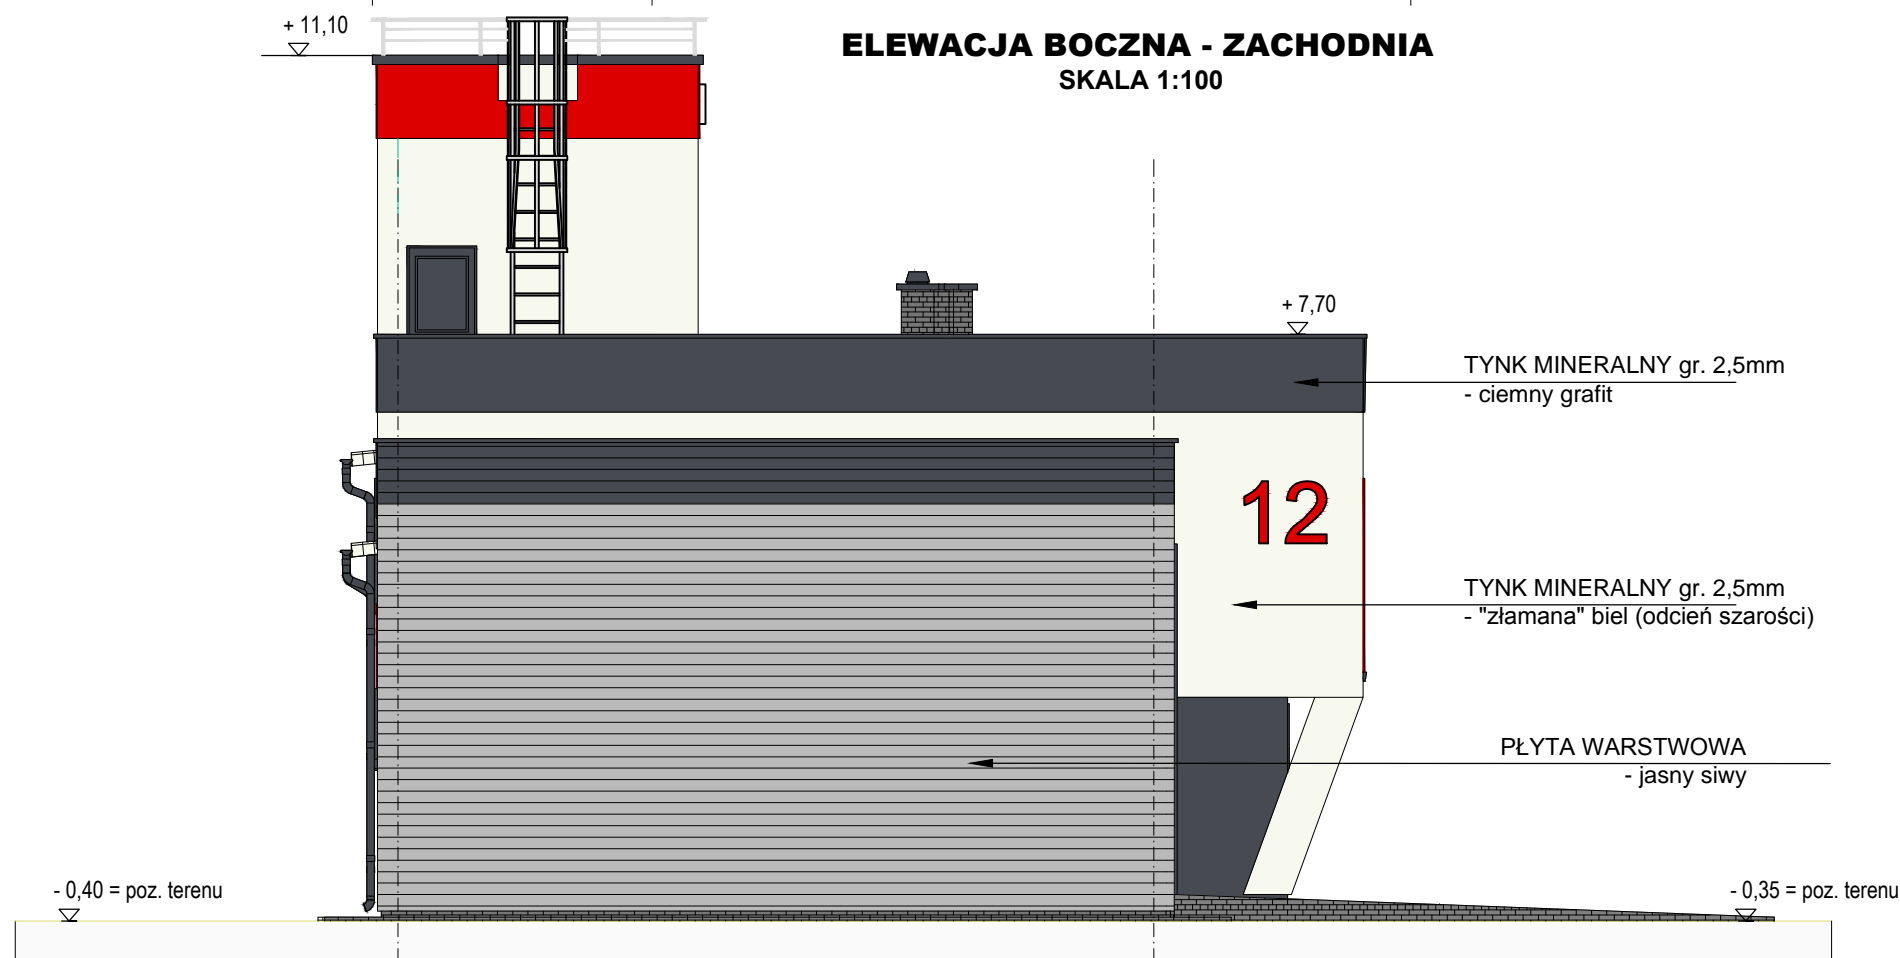 + 11,10
ELEWACJA BOCZNA - ZACHODNIA
SKALA 1:100
+ 7,70
TYNK MINERALNY gr. 2,5mm
- ciemny grafit
12
TYNK MINERALNY gr. 2,5mm
- "złamana" biel (odcień szarości)
PŁYTA WARSTWOWA
- jasny siwy
- 0,40 = poz. terenu
- 0,35 = poz. terenu